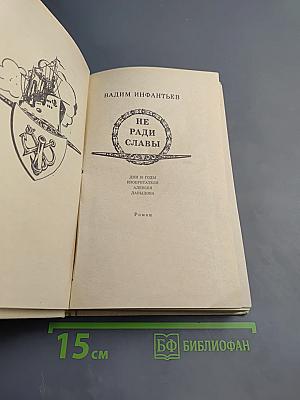 ВАДИМ ИНФАНТЬЕВ
НЕ
РАДИ
СЛАВЫ
ДНИ И ГОДЫ
ИЗОБРЕТАТЕЛЯ
АЛЕКСЕЯ
ДАВЫДОВА
Роман
15 см
БФ БИБЛИОФАН